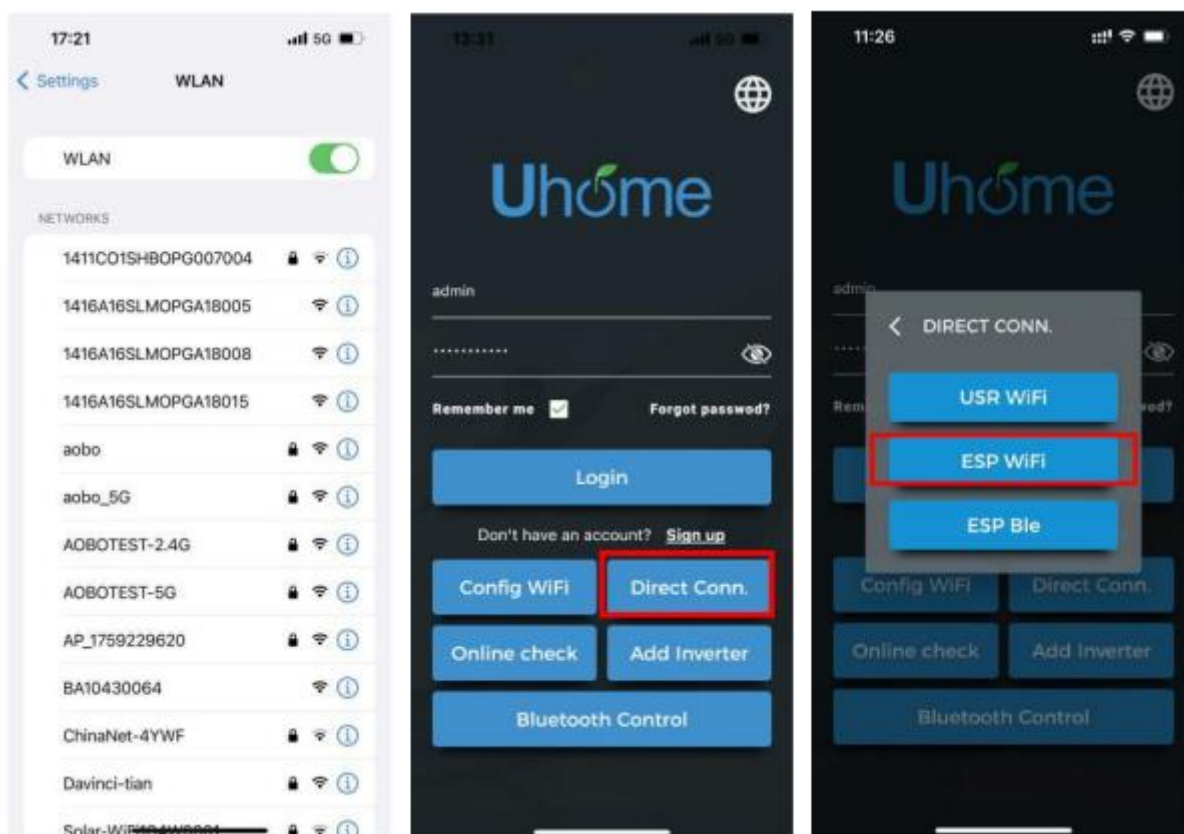 17:21
5G
Settings
WLAN
WLAN
NETWORKS
1411CO1SHBOPG007004
1416A16SLMOPGA18005
1416A16SLMOPGA18008
1416A16SLMOPGA18015
aobo
aobo_5G
AOBOTEST-2.4G
AOBOTEST-5G
AP_1759229620
BA10430064
ChinaNet-4YWF
Davinci-tian
Uhome
admin
Remember me
Forgot passwod?
Login
Don't have an account? Sign up
Config WiFi
Direct Conn.
Online check
Add Inverter
Bluetooth Control
11:26
Uhome
admin
DIRECT CONN.
USR WiFi
ESP WiFi
ESP Ble
Config WiFi
Direct Conn.
Online check
Add Inverter
Bluetooth Control